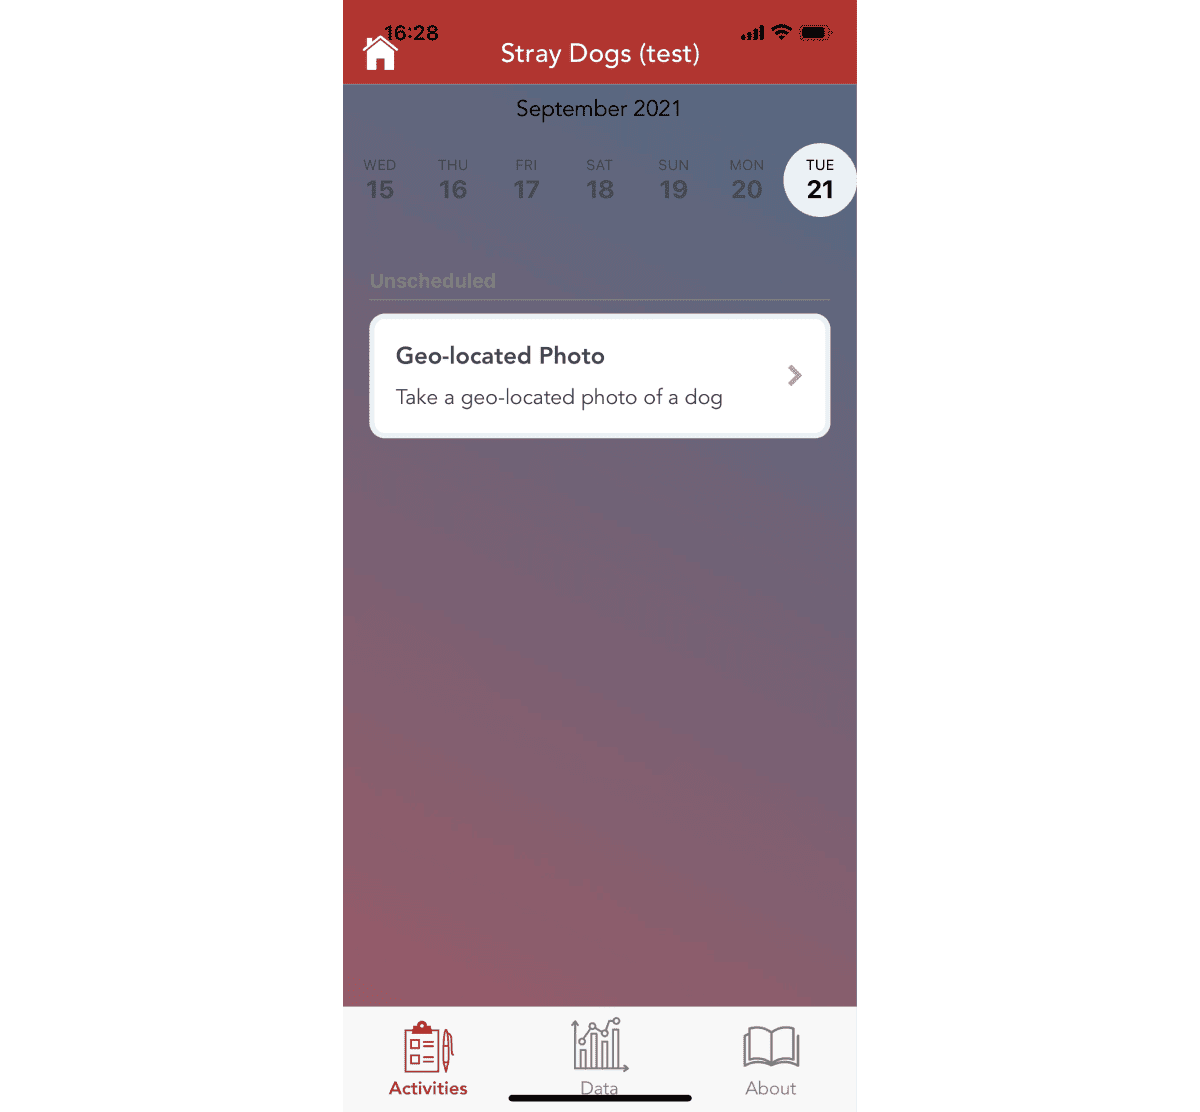 16:28
Stray Dogs (test)
September 2021
WED THU FRI SAT SUN MON TUE
15 16 17 18 19 20 21
Unscheduled
Geo-located Photo
Take a geo-located photo of a dog
Activities Data About